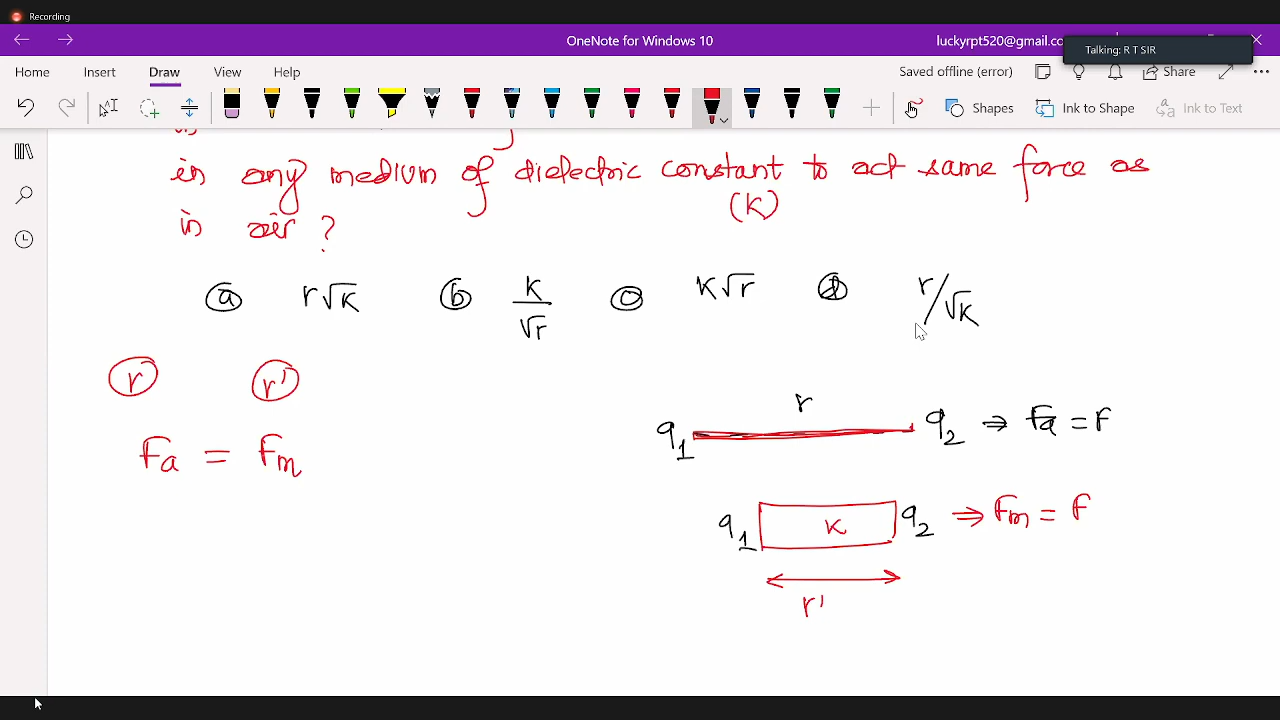 Recording
OneNote for Windows 10
luckyrpt520@gmail.co
Talking: R T SIR
Home Insert Draw View Help
Saved offline (error)
Share
Shapes
Ink to Shape
Ink to Text
in any medium of dielectric constant to act same force as
(K)
in air ?
(a) r√K (b) K/√r (c) K√r (d) r/√K
r r'
Fa = Fm
r
q1 q2 ⇒ Fa = F
q1 K q2 ⇒ Fm = F
r'